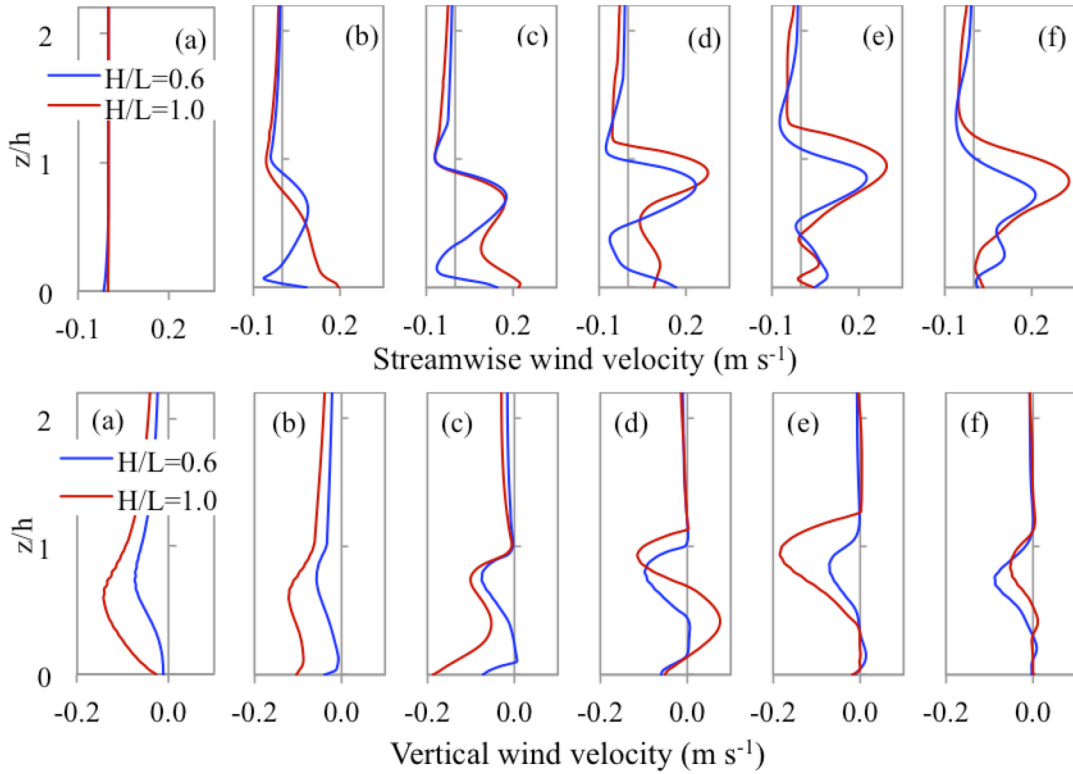 2
(a)
(b)
(c)
(d)
(e)
(f)
H/L=0.6
H/L=1.0
z/h
1
0
-0.1 0.2 -0.1 0.2 -0.1 0.2 -0.1 0.2 -0.1 0.2 -0.1 0.2
Streamwise wind velocity (m s-1)
2
(a)
(b)
(c)
(d)
(e)
(f)
H/L=0.6
H/L=1.0
z/h
1
0
-0.2 0.0 -0.2 0.0 -0.2 0.0 -0.2 0.0 -0.2 0.0 -0.2 0.0
Vertical wind velocity (m s-1)